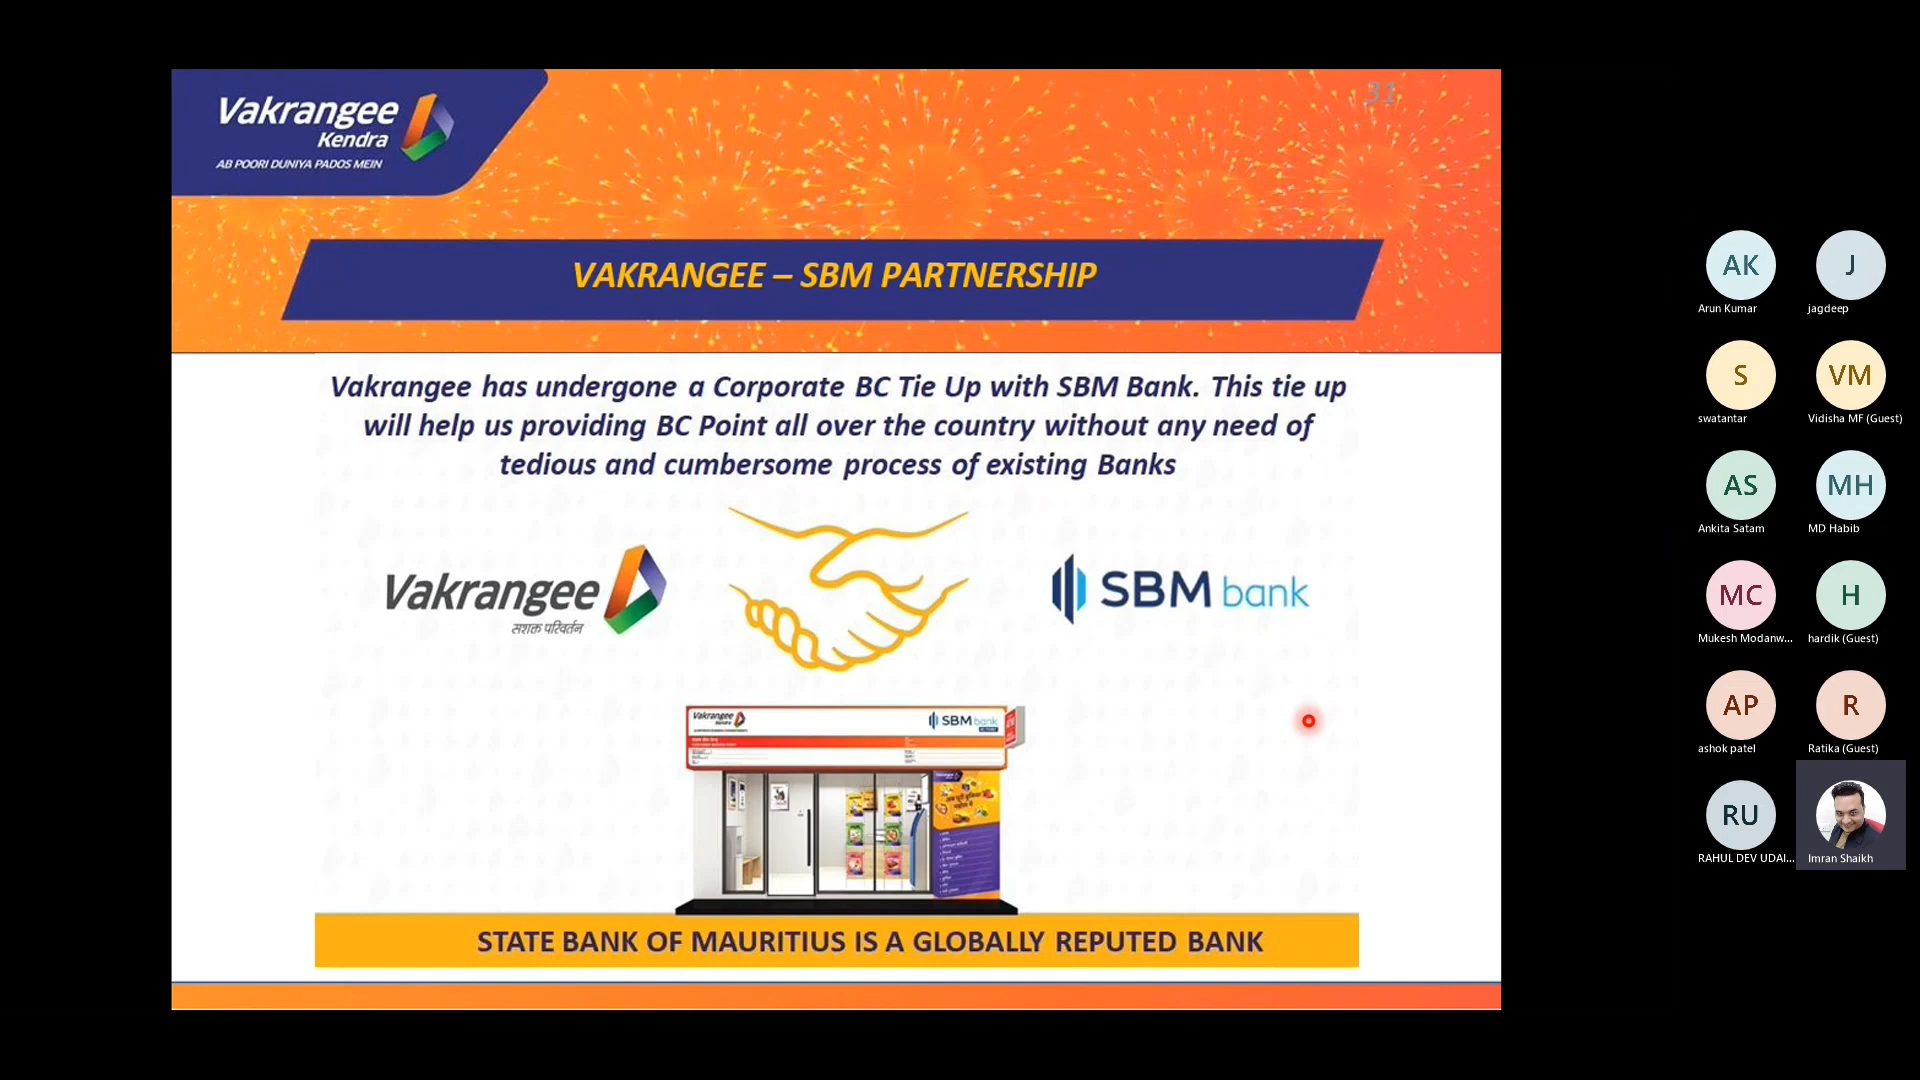 Vakrangee
Kendra
AB POORI DUNIYA PADOS MEIN
31
VAKRANGEE – SBM PARTNERSHIP
Vakrangee has undergone a Corporate BC Tie Up with SBM Bank. This tie up
will help us providing BC Point all over the country without any need of
tedious and cumbersome process of existing Banks
Vakrangee
सशक्त परिवर्तन
SBM bank
Vakrangee
Kendra
SBM bank
STATE BANK OF MAURITIUS IS A GLOBALLY REPUTED BANK
AK
Arun Kumar
J
jagdeep
S
swatantar
VM
Vidisha MF (Guest)
AS
Ankita Satam
MH
MD Habib
MC
Mukesh Modanw...
H
hardik (Guest)
AP
ashok patel
R
Ratika (Guest)
RU
RAHUL DEV UDAI...
Imran Shaikh